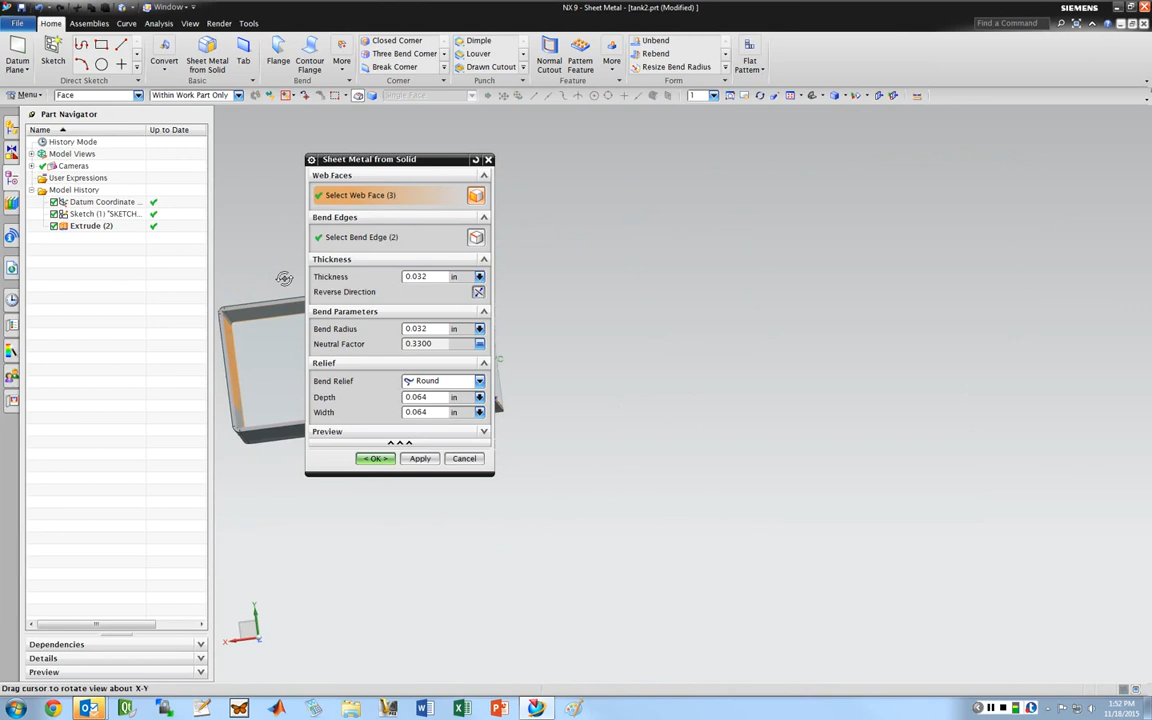 Window
NX 9 - Sheet Metal - [tank2.prt (Modified) ]
SIEMENS
File
Home
Assemblies
Curve
Analysis
View
Render
Tools
Find a Command
Datum Plane
Sketch
Direct Sketch
Convert
Sheet Metal from Solid
Tab
Basic
Flange
Contour Flange
More
Bend
Closed Corner
Three Bend Corner
Break Corner
Corner
Dimple
Louver
Drawn Cutout
Punch
Normal Cutout
Pattern Feature
More
Feature
Unbend
Rebend
Resize Bend Radius
Form
Flat Pattern
Menu
Face
Within Work Part Only
Single Face
1
Part Navigator
Name
Up to Date
History Mode
Model Views
Cameras
User Expressions
Model History
Datum Coordinate ...
Sketch (1) "SKETCH...
Extrude (2)
Dependencies
Details
Preview
Sheet Metal from Solid
Web Faces
Select Web Face (3)
Bend Edges
Select Bend Edge (2)
Thickness
Thickness 0.032 in
Reverse Direction
Bend Parameters
Bend Radius 0.032 in
Neutral Factor 0.3300
Relief
Bend Relief Round
Depth 0.064 in
Width 0.064 in
Preview
< OK > Apply Cancel
Y
X
Drag cursor to rotate view about X-Y
1:52 PM
11/18/2015